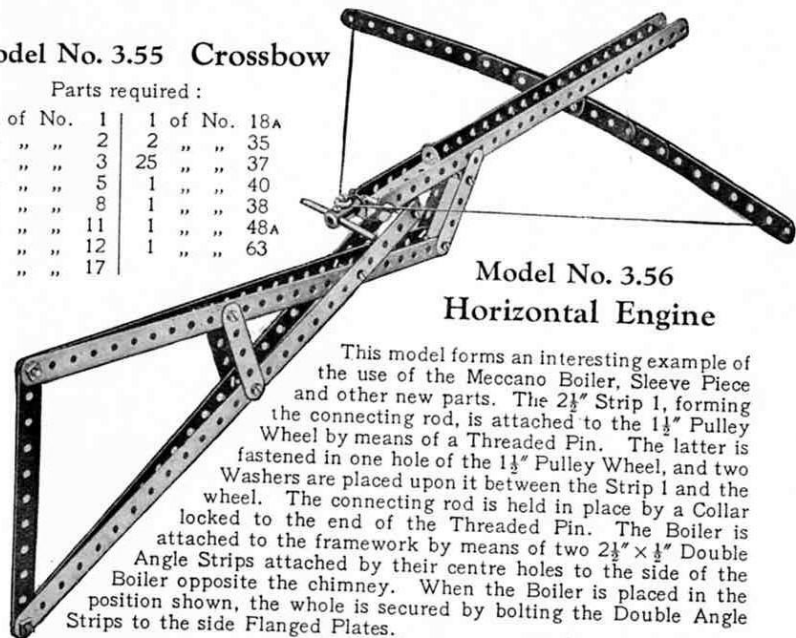 odel No. 3.55 Crossbow
Parts required :
of No. 1 | 1 of No. 18A
„ „ 2 | 2 „ „ 35
„ „ 3 | 25 „ „ 37
„ „ 5 | 1 „ „ 40
„ „ 8 | 1 „ „ 38
„ „ 11 | 1 „ „ 48A
„ „ 12 | 1 „ „ 63
„ „ 17
Model No. 3.56
Horizontal Engine
This model forms an interesting example of
the use of the Meccano Boiler, Sleeve Piece
and other new parts. The 2½″ Strip 1, forming
the connecting rod, is attached to the 1½″ Pulley
Wheel by means of a Threaded Pin. The latter is
fastened in one hole of the 1½″ Pulley Wheel, and two
Washers are placed upon it between the Strip 1 and the
wheel. The connecting rod is held in place by a Collar
locked to the end of the Threaded Pin. The Boiler is
attached to the framework by means of two 2½″ × ½″ Double
Angle Strips attached by their centre holes to the side of the
Boiler opposite the chimney. When the Boiler is placed in the
position shown, the whole is secured by bolting the Double Angle
Strips to the side Flanged Plates.